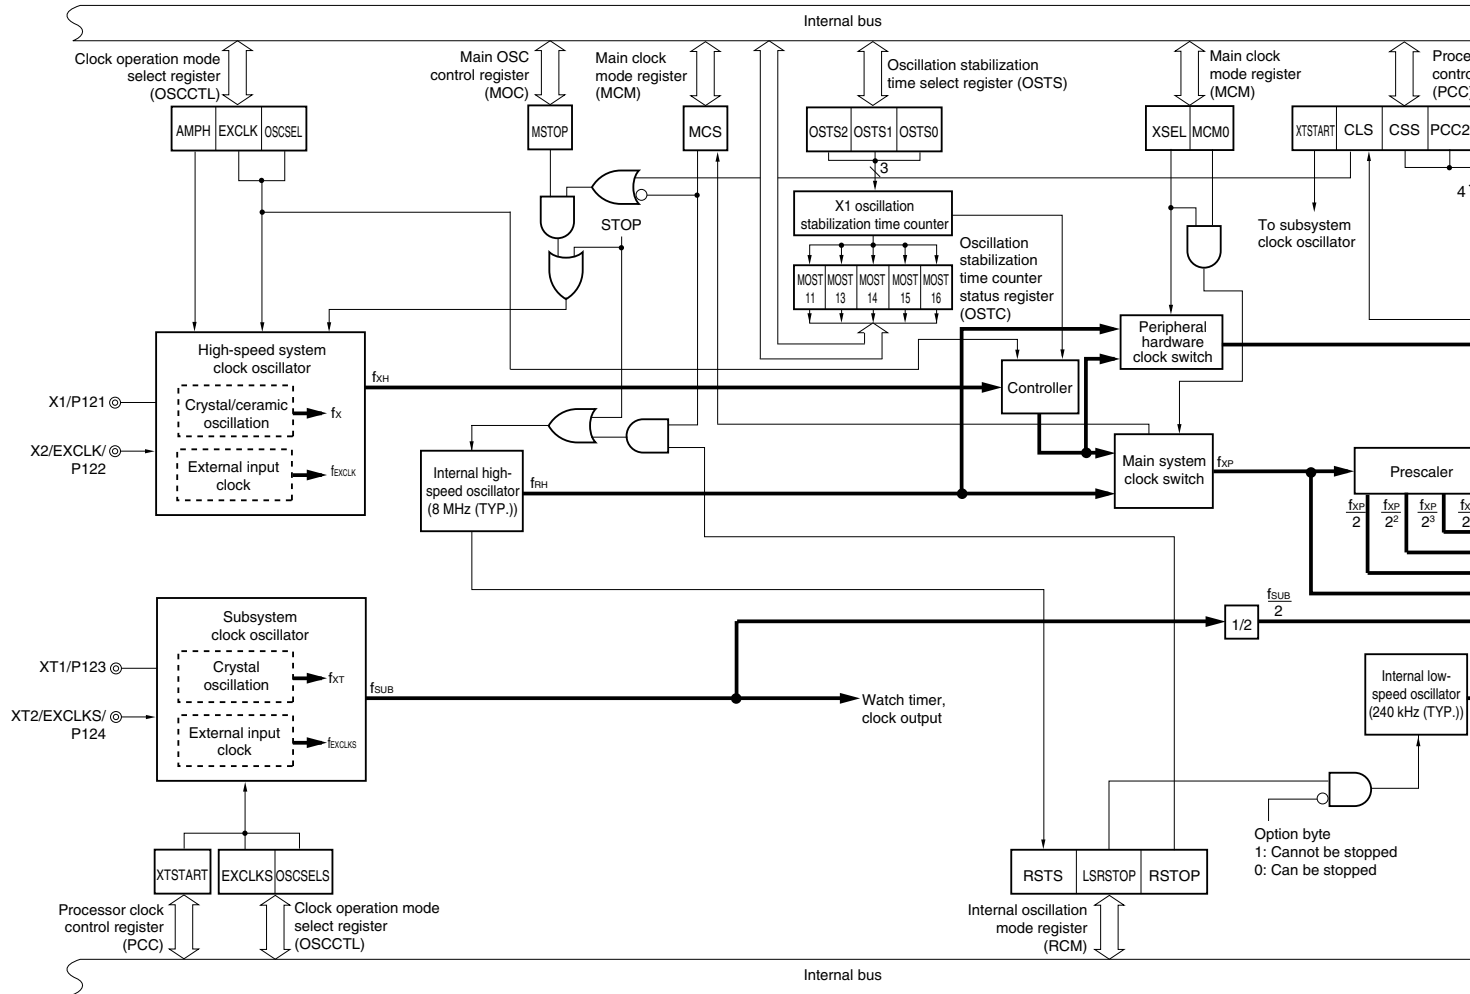 Internal bus
Clock operation mode
select register
(OSCCTL)
Main OSC
control register
(MOC)
Main clock
mode register
(MCM)
Oscillation stabilization
time select register (OSTS)
Main clock
mode register
(MCM)
Proce
contro
(PCC)
AMPH EXCLK OSCSEL
MSTOP
MCS
OSTS2 OSTS1 OSTS0
XSEL MCM0
XTSTART CLS CSS PCC2
3
4
STOP
X1 oscillation
stabilization time counter
To subsystem
clock oscillator
Oscillation
stabilization
time counter
status register
(OSTC)
MOST MOST MOST MOST MOST
11 13 14 15 16
High-speed system
clock oscillator
Crystal/ceramic
oscillation
fX
External input
clock
fEXCLK
X1/P121
X2/EXCLK/
P122
fXH
Controller
Peripheral
hardware
clock switch
Internal high-
speed oscillator
(8 MHz (TYP.))
fRH
Main system
clock switch
fXP
Prescaler
fXP fXP fXP fX
2 2² 2³ 2
Subsystem
clock oscillator
Crystal
oscillation
fXT
External input
clock
fEXCLKS
XT1/P123
XT2/EXCLKS/
P124
fSUB
Watch timer,
clock output
1/2
fSUB
2
Internal low-
speed oscillator
(240 kHz (TYP.))
Option byte
1: Cannot be stopped
0: Can be stopped
XTSTART
EXCLKS OSCSELS
RSTS LSRSTOP RSTOP
Processor clock
control register
(PCC)
Clock operation mode
select register
(OSCCTL)
Internal oscillation
mode register
(RCM)
Internal bus